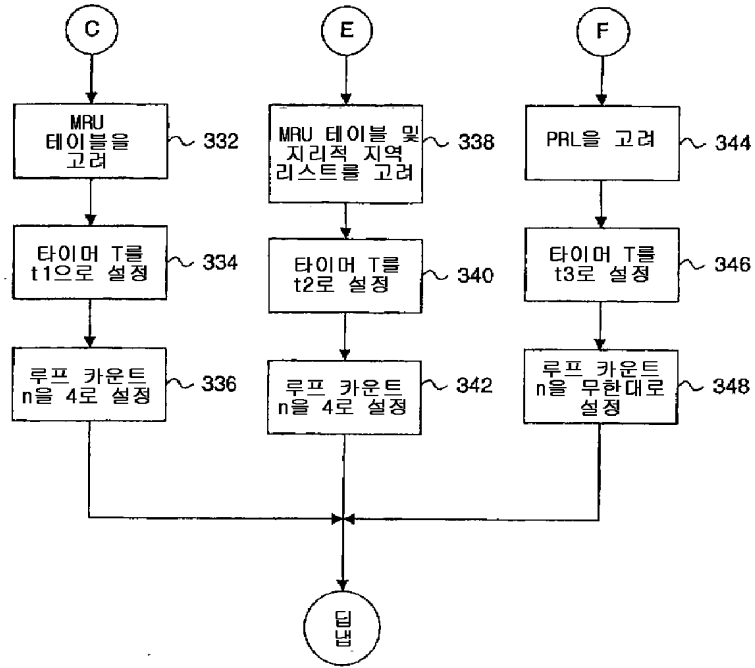 C
MRU
테이블을
고려
332
타이머 T를
t1으로 설정
334
루프 카운트
n을 4로 설정
336
E
MRU 테이블 및
지리적 지역
리스트를 고려
338
타이머 T를
t2로 설정
340
루프 카운트
n을 4로 설정
342
F
PRL을 고려
344
타이머 T를
t3로 설정
346
루프 카운트
n을 무한대로
설정
348
딥
냅